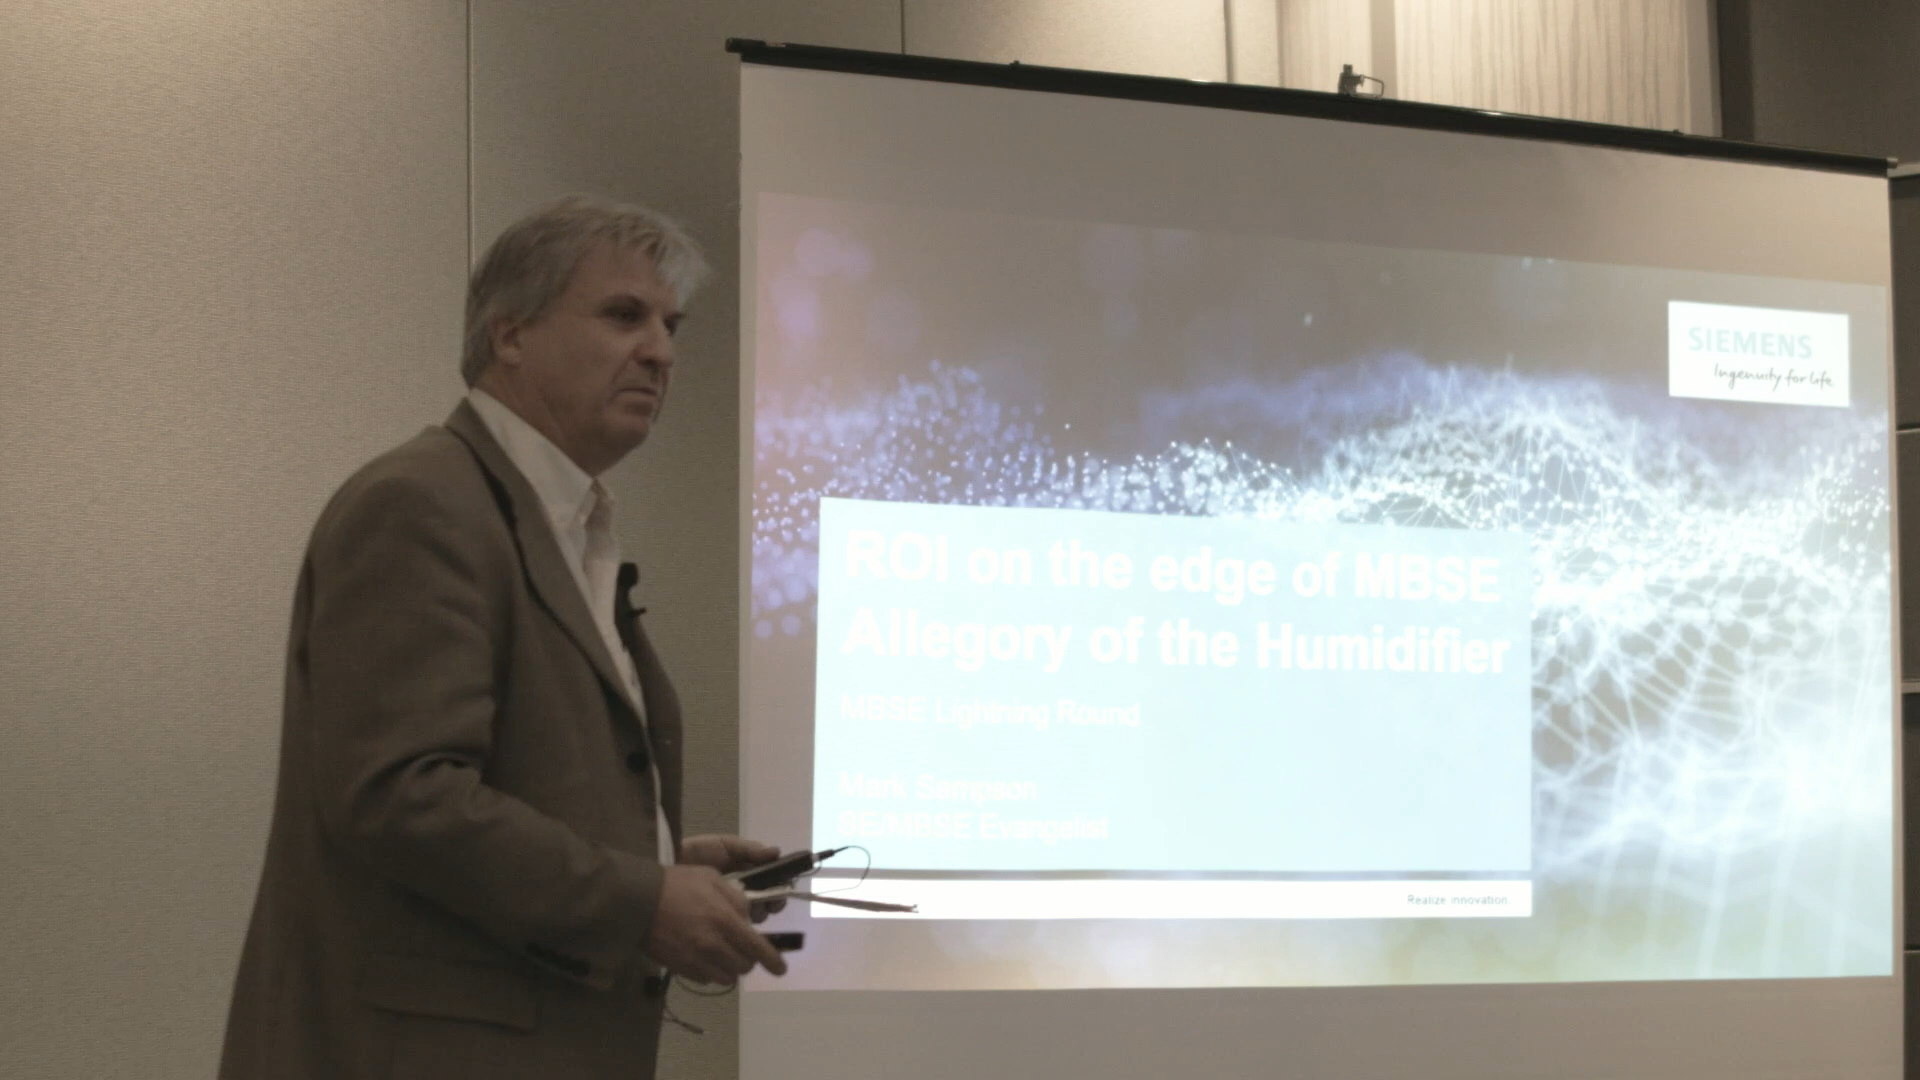 SIEMENS
Ingenuity for life
ROI on the edge of MBSE
Allegory of the Humidifier
MBSE Lightning Round
Mark Sampson
SE/MBSE Evangelist
Realize innovation.